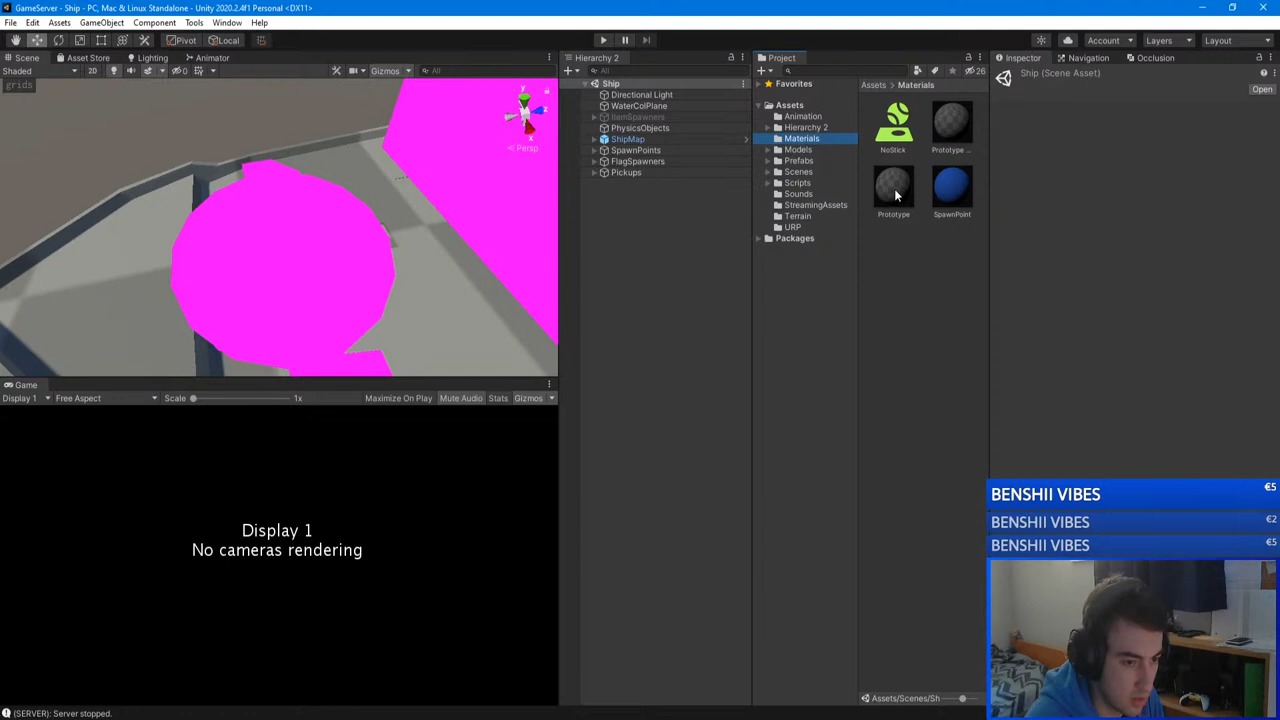 GameServer - Ship - PC, Mac & Linux Standalone - Unity 2020.2.4f1 Personal <DX11>
File Edit Assets GameObject Component Tools Window Help
Pivot Local Account Layers Layout
Scene Asset Store Lighting Animator
Shaded 2D 0 Gizmos All
grids
y
z
x
Persp
Game
Display 1 Free Aspect Scale 1x Maximize On Play Mute Audio Stats Gizmos
Display 1
No cameras rendering
(SERVER): Server stopped.
Hierarchy 2
All
Ship
Directional Light
WaterColPlane
ItemSpawners
PhysicsObjects
ShipMap
SpawnPoints
FlagSpawners
Pickups
Project
26
Favorites
Assets
Animation
Hierarchy 2
Materials
Models
Prefabs
Scenes
Scripts
Sounds
StreamingAssets
Terrain
URP
Packages
Assets Materials
NoStick Prototype ...
Prototype SpawnPoint
Assets/Scenes/Sh
Inspector Navigation Occlusion
Ship (Scene Asset)
Open
BENSHII VIBES €5
BENSHII VIBES €2
BENSHII VIBES €5